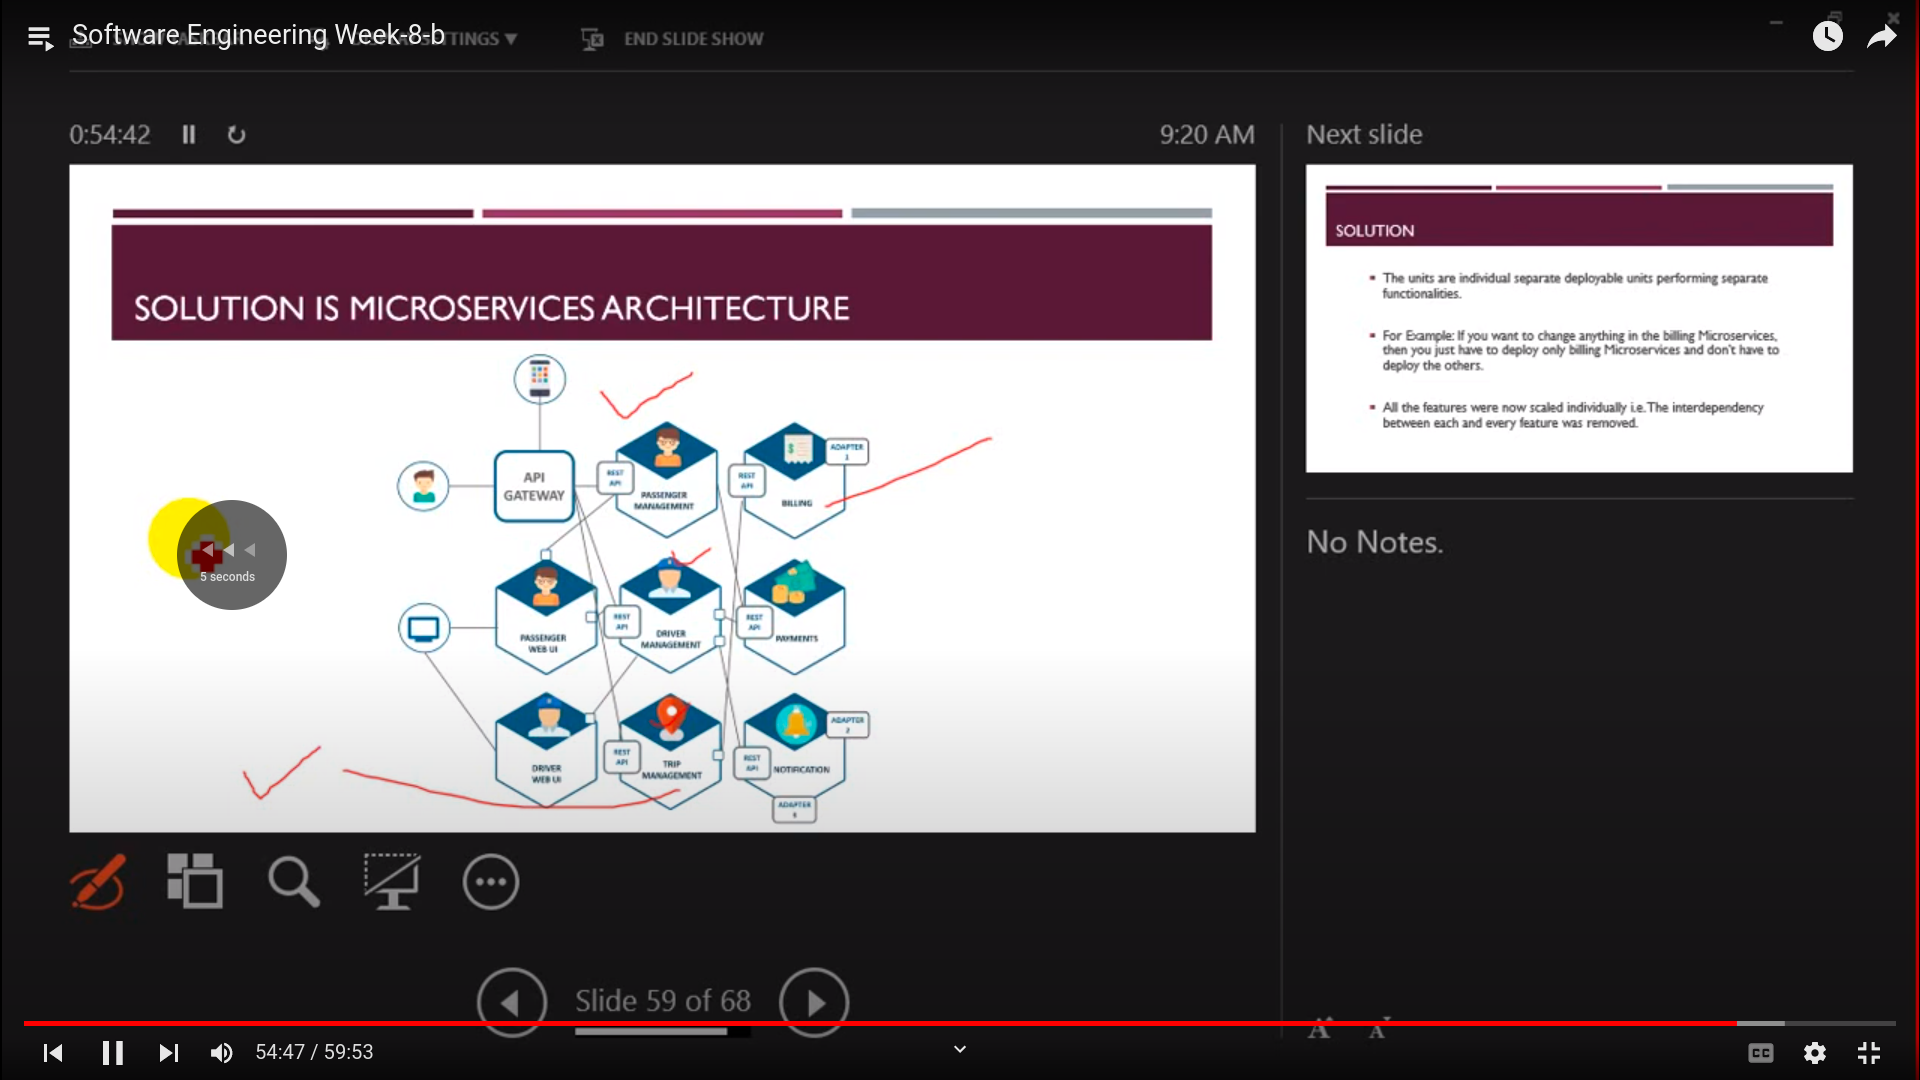 Software Engineering Week-8-b
END SLIDE SHOW
0:54:42
9:20 AM
Next slide
SOLUTION IS MICROSERVICES ARCHITECTURE
API
GATEWAY
REST
API
PASSENGER
MANAGEMENT
REST
API
BILLING
ADAPTER
1
PASSENGER
WEB UI
REST
API
DRIVER
MANAGEMENT
REST
API
PAYMENTS
DRIVER
WEB UI
REST
API
TRIP
MANAGEMENT
REST
API
NOTIFICATION
ADAPTER
2
ADAPTER
5 seconds
SOLUTION
▪ The units are individual separate deployable units performing separate
functionalities.
▪ For Example: If you want to change anything in the billing Microservices,
then you just have to deploy only billing Microservices and don't have to
deploy the others.
▪ All the features were now scaled individually i.e. The interdependency
between each and every feature was removed.
No Notes.
Slide 59 of 68
54:47 / 59:53
CC